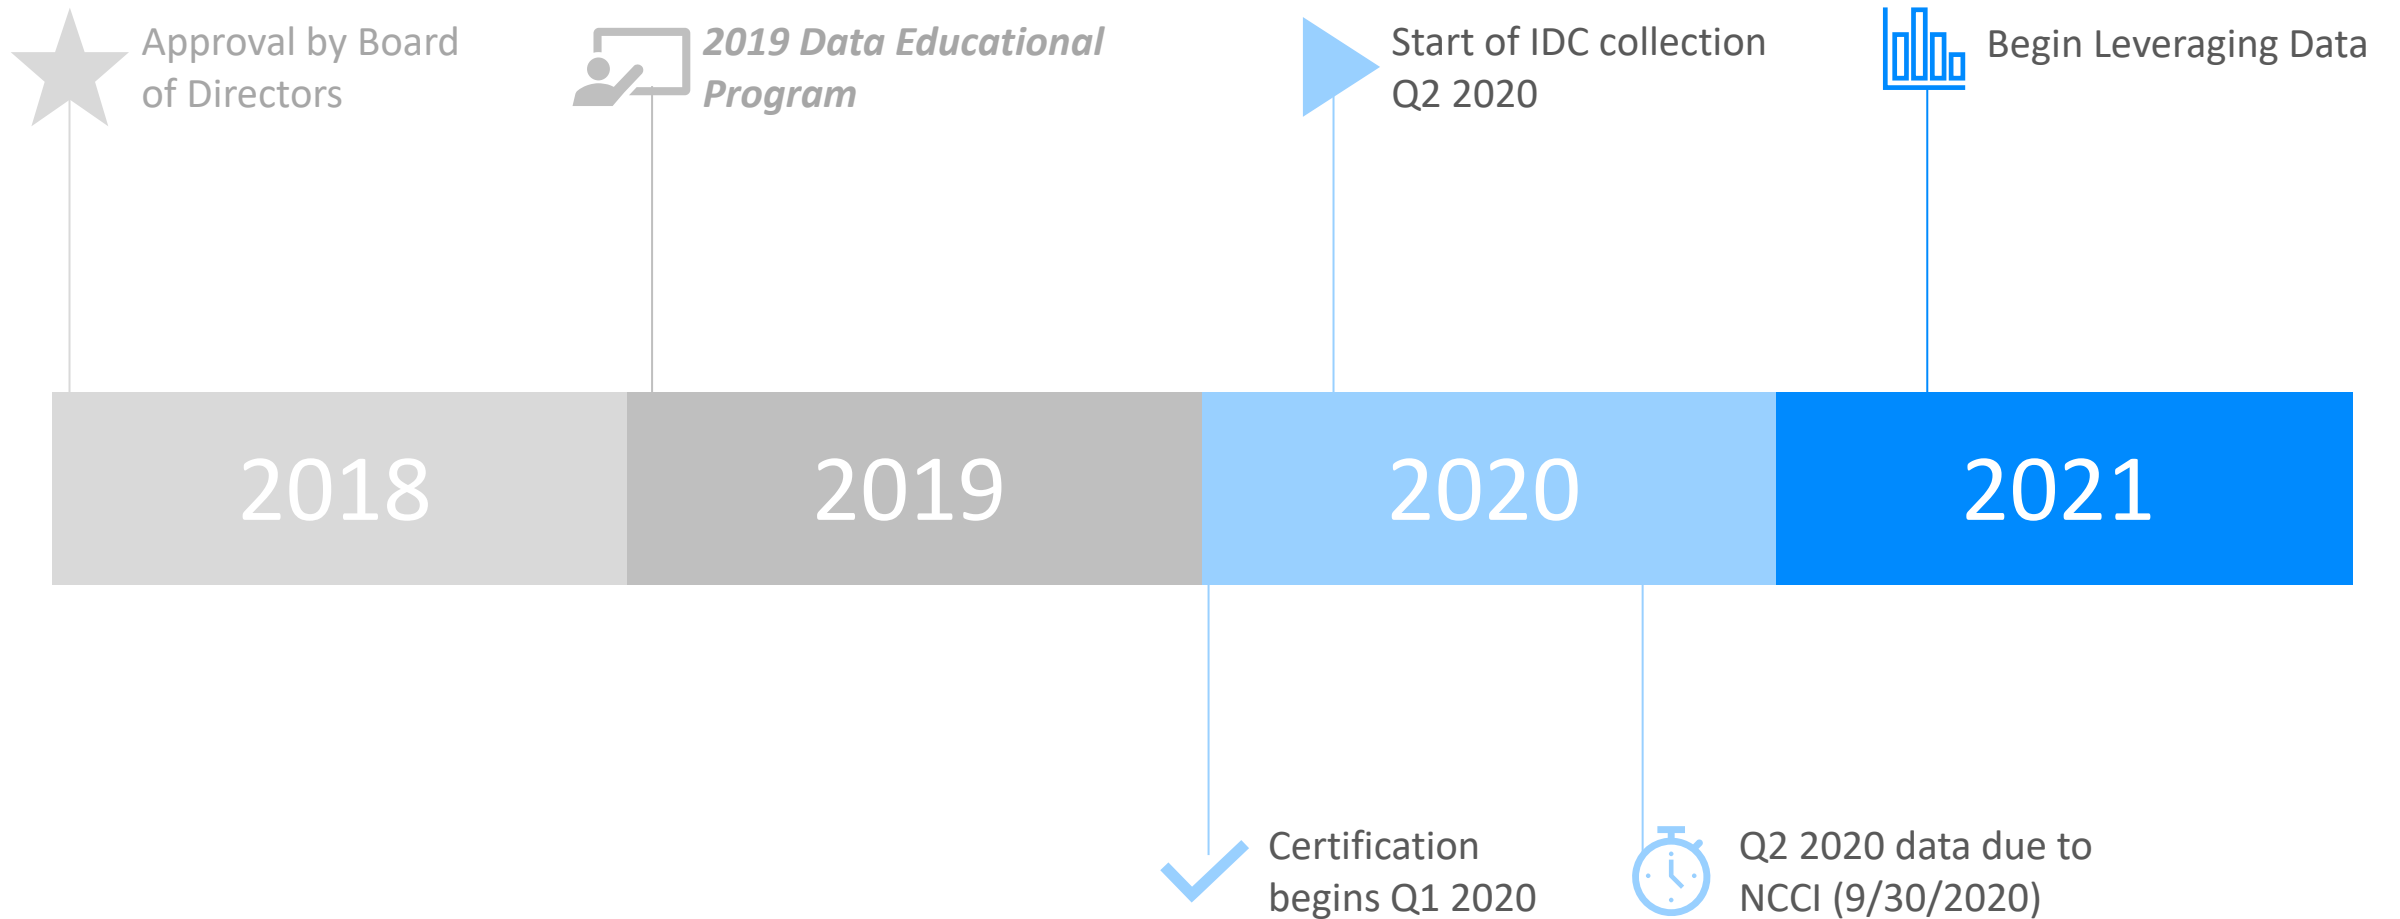 Approval by Board
of Directors
2019 Data Educational
Program
Start of IDC collection
Q2 2020
Begin Leveraging Data
2018
2019
2020
2021
Certification
begins Q1 2020
Q2 2020 data due to
NCCI (9/30/2020)